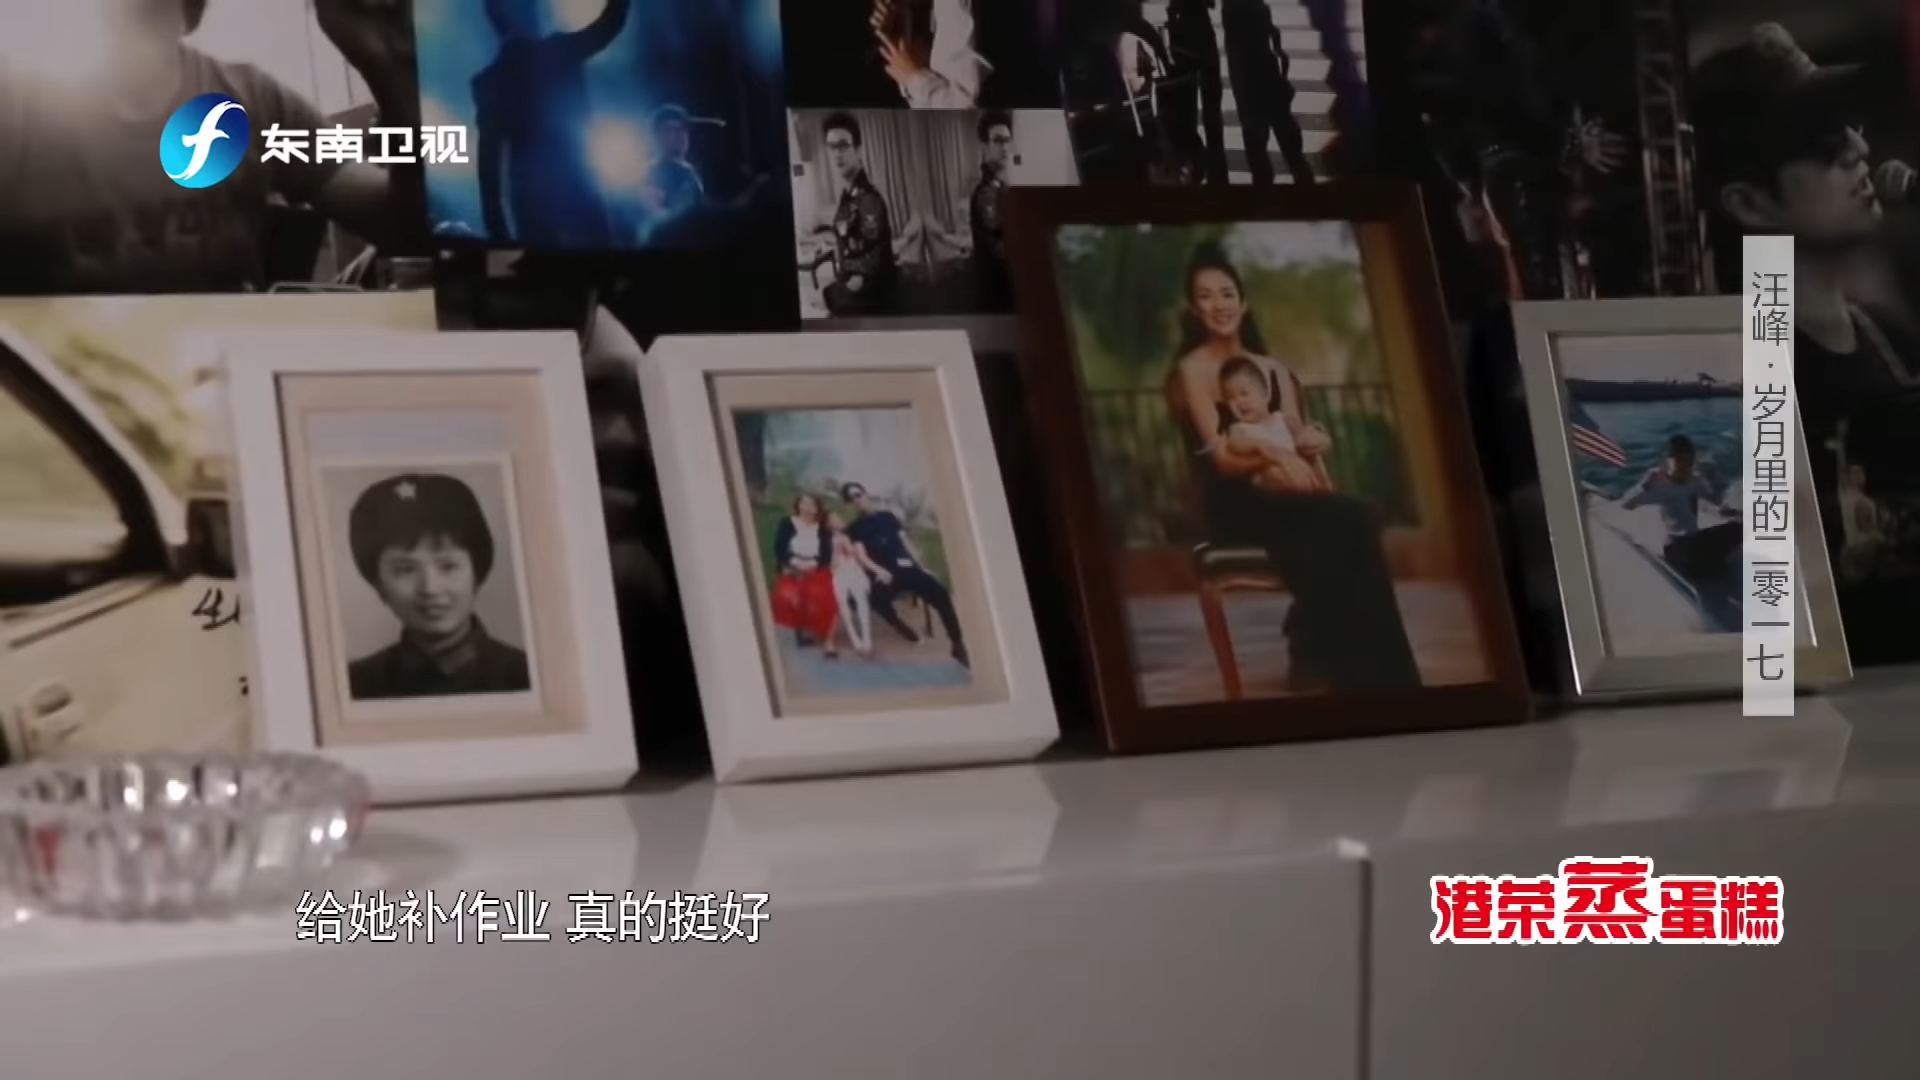 东南卫视
汪峰·岁月里的二零一七
给她补作业 真的挺好
港荣蒸蛋糕